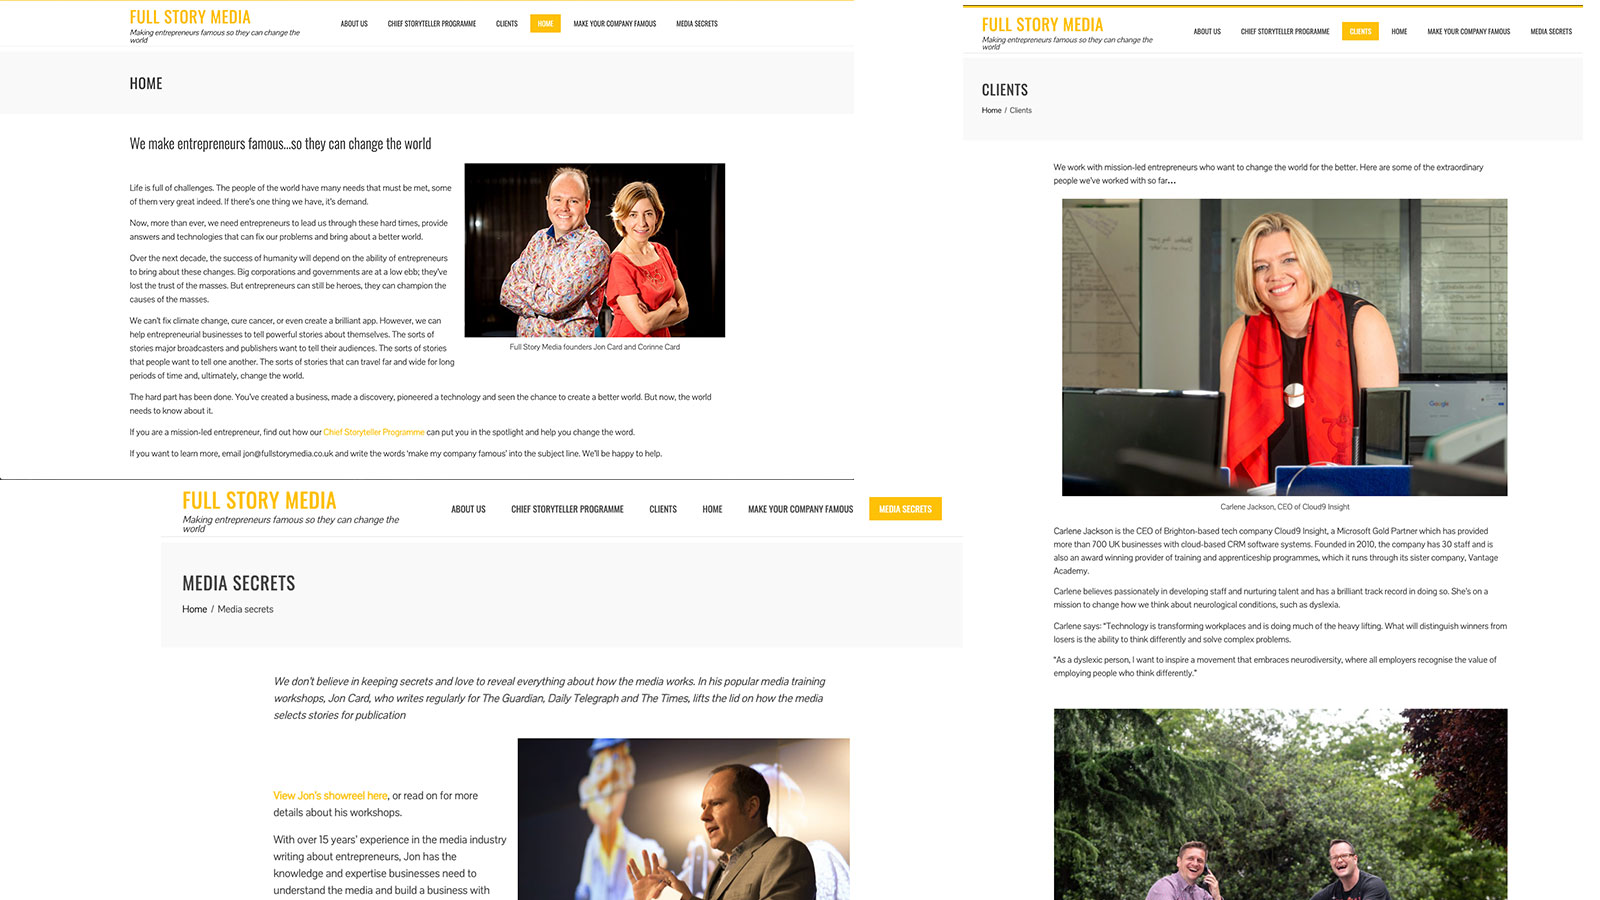 FULL STORY MEDIA
Making entrepreneurs famous so they can change the
world
ABOUT US
CHIEF STORYTELLER PROGRAMME
CLIENTS
HOME
MAKE YOUR COMPANY FAMOUS
MEDIA SECRETS
HOME
We make entrepreneurs famous...so they can change the world
Life is full of challenges. The people of the world have many needs that must be met, some
of them very great indeed. If there's one thing we have, it's demand.
Now, more than ever, we need entrepreneurs to lead us through these hard times, provide
answers and technologies that can fix our problems and bring about a better world.
Over the next decade, the success of humanity will depend on the ability of entrepreneurs
to bring about these changes. Big corporations and governments are at a low ebb; they've
lost the trust of the masses. But entrepreneurs can still be heroes, they can champion the
causes of the masses.
We can't fix climate change, cure cancer, or even create a brilliant app. However, we can
help entrepreneurial businesses to tell powerful stories about themselves. The sorts of
stories major broadcasters and publishers want to tell their audiences. The sorts of stories
that people want to tell one another. The sorts of stories that can travel far and wide for long
periods of time and, ultimately, change the world.
Full Story Media founders Jon Card and Corinne Card
The hard part has been done. You've created a business, made a discovery, pioneered a technology and seen the chance to create a better world. But now, the world
needs to know about it.
If you are a mission-led entrepreneur, find out how our Chief Storyteller Programme can put you in the spotlight and help you change the word.
If you want to learn more, email jon@fullstorymedia.co.uk and write the words 'make my company famous' into the subject line. We'll be happy to help.
FULL STORY MEDIA
Making entrepreneurs famous so they can change the
world
ABOUT US
CHIEF STORYTELLER PROGRAMME
CLIENTS
HOME
MAKE YOUR COMPANY FAMOUS
MEDIA SECRETS
MEDIA SECRETS
Home / Media secrets
We don't believe in keeping secrets and love to reveal everything about how the media works. In his popular media training
workshops, Jon Card, who writes regularly for The Guardian, Daily Telegraph and The Times, lifts the lid on how the media
selects stories for publication
View Jon's showreel here, or read on for more
details about his workshops.
With over 15 years' experience in the media industry
writing about entrepreneurs, Jon has the
knowledge and expertise businesses need to
understand the media and build a business with
FULL STORY MEDIA
Making entrepreneurs famous so they can change the
world
ABOUT US
CHIEF STORYTELLER PROGRAMME
CLIENTS
HOME
MAKE YOUR COMPANY FAMOUS
MEDIA SECRETS
CLIENTS
Home / Clients
We work with mission-led entrepreneurs who want to change the world for the better. Here are some of the extraordinary
people we've worked with so far...
Google
Carlene Jackson, CEO of Cloud9 Insight
Carlene Jackson is the CEO of Brighton-based tech company Cloud9 Insight, a Microsoft Gold Partner which has provided
more than 700 UK businesses with cloud-based CRM software systems. Founded in 2010, the company has 30 staff and is
also an award winning provider of training and apprenticeship programmes, which it runs through its sister company, Vantage
Academy.
Carlene believes passionately in developing staff and nurturing talent and has a brilliant track record in doing so. She's on a
mission to change how we think about neurological conditions, such as dyslexia.
Carlene says: "Technology is transforming workplaces and is doing much of the heavy lifting. What will distinguish winners from
losers is the ability to think differently and solve complex problems.
"As a dyslexic person, I want to inspire a movement that embraces neurodiversity, where all employers recognise the value of
employing people who think differently."